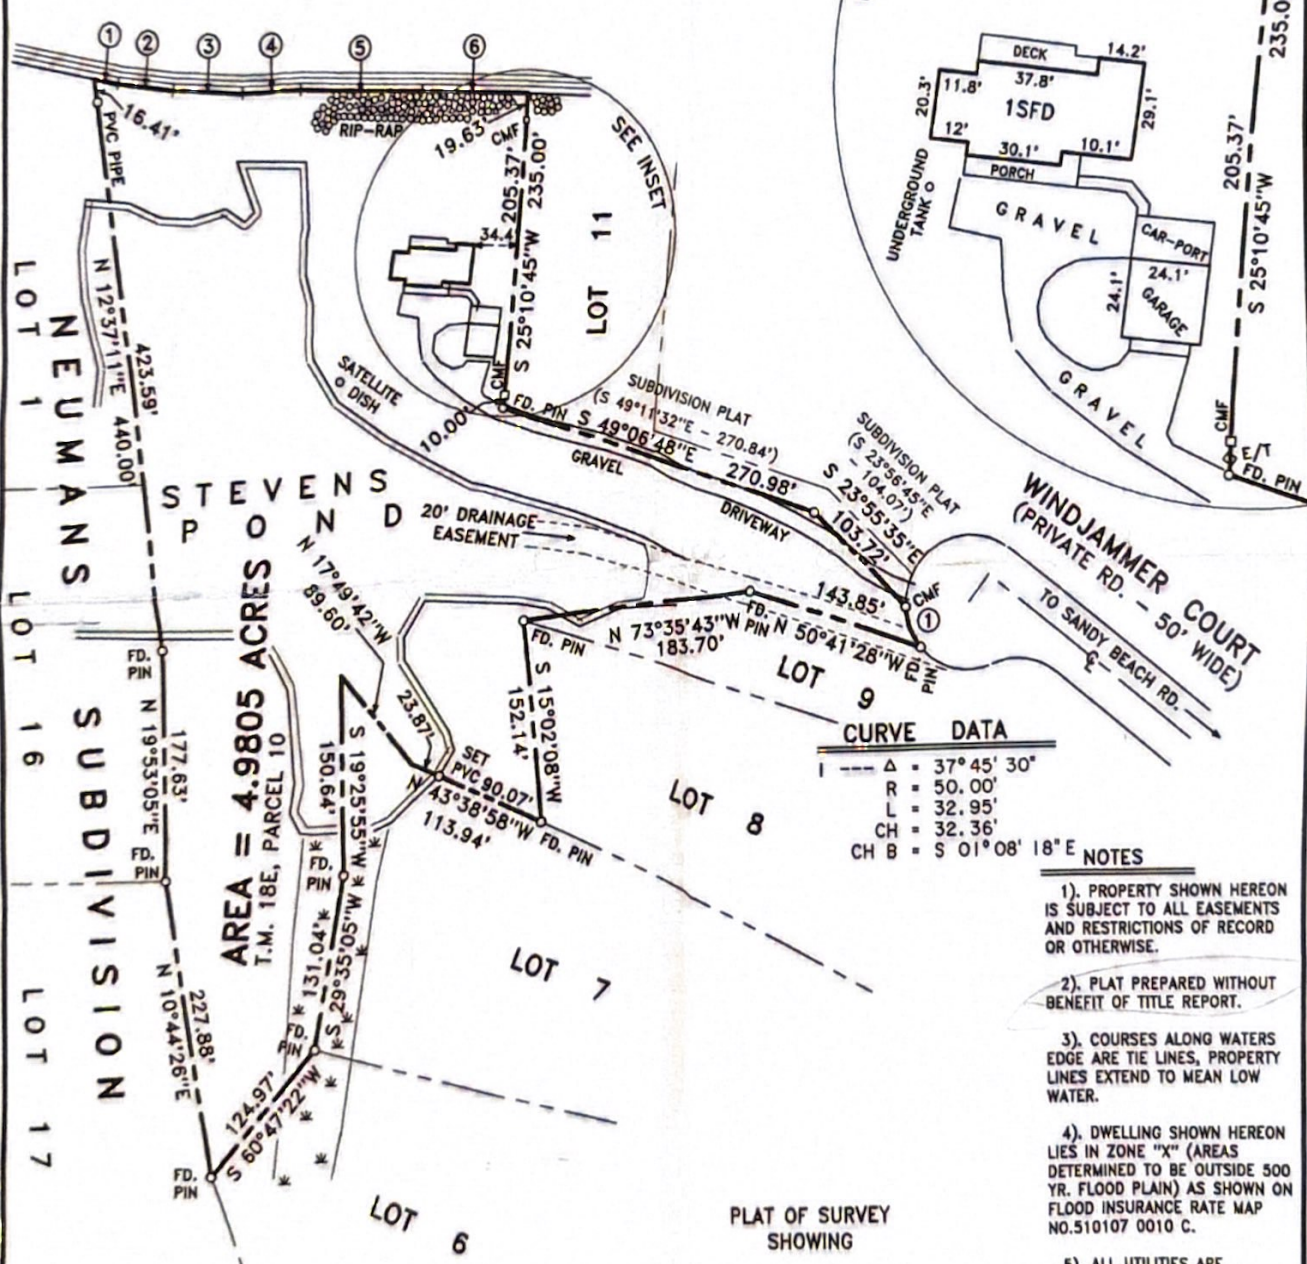 1 2 3 4 5 6
16.41'
PVC PIPE
RIP-RAP
19.63'
CMF
SEE INSET
205.37'
235.00'
S 25°10'45"W
34.4'
LOT 11
CMF
FD. PIN
10.00'
SATELLITE
DISH
N 12°37'11"E
423.59'
440.00'
LOT 1
NEUMANS SUBDIVISION
LOT 16
LOT 17
STEVENS
POND
SUBDIVISION PLAT
(S 49°11'32"E - 270.84')
S 49°06'48"E
270.98'
GRAVEL
DRIVEWAY
SUBDIVISION PLAT
(S 23°56'45"E
- 104.07')
S 23°55'35"E
103.72'
20' DRAINAGE
EASEMENT
143.85'
CMF
1
FD.
PIN
N 50°41'28"W
FD.
PIN
N 73°35'43"W
183.70'
FD. PIN
LOT 9
N 17°49'42"W
89.60'
23.87'
SET
PVC
90.07'
N 43°38'58"W
113.94'
FD. PIN
S 15°02'08"W
152.14'
S 19°25'55"W
150.64'
FD.
PIN
131.04'
S 29°35'05"W
FD.
PIN
124.97'
S 60°47'22"W
FD.
PIN
N 10°44'26"E
227.88'
FD.
PIN
N 19°53'05"E
177.63'
FD.
PIN
AREA = 4.9805 ACRES
T.M. 18E, PARCEL 10
LOT 8
LOT 7
LOT 6
DECK
14.2'
11.8'
37.8'
20.3'
1SFD
29.1'
12'
30.1'
10.1'
PORCH
UNDERGROUND
TANK
GRAVEL
CAR-PORT
24.1'
24.1'
GARAGE
GRAVEL
235.0
205.37'
S 25°10'45"W
CMF
E/T
FD. PIN
WINDJAMMER COURT
(PRIVATE RD. - 50' WIDE)
TO SANDY BEACH RD.
CURVE DATA
1 --- Δ = 37°45'30"
R = 50.00'
L = 32.95'
CH = 32.36'
CH B = S 01°08'18"E
NOTES
1). PROPERTY SHOWN HEREON
IS SUBJECT TO ALL EASEMENTS
AND RESTRICTIONS OF RECORD
OR OTHERWISE.
2). PLAT PREPARED WITHOUT
BENEFIT OF TITLE REPORT.
3). COURSES ALONG WATERS
EDGE ARE TIE LINES, PROPERTY
LINES EXTEND TO MEAN LOW
WATER.
4). DWELLING SHOWN HEREON
LIES IN ZONE "X" (AREAS
DETERMINED TO BE OUTSIDE 500
YR. FLOOD PLAIN) AS SHOWN ON
FLOOD INSURANCE RATE MAP
NO.510107 0010 C.
5). ALL UTILITIES ARE
PLAT OF SURVEY
SHOWING